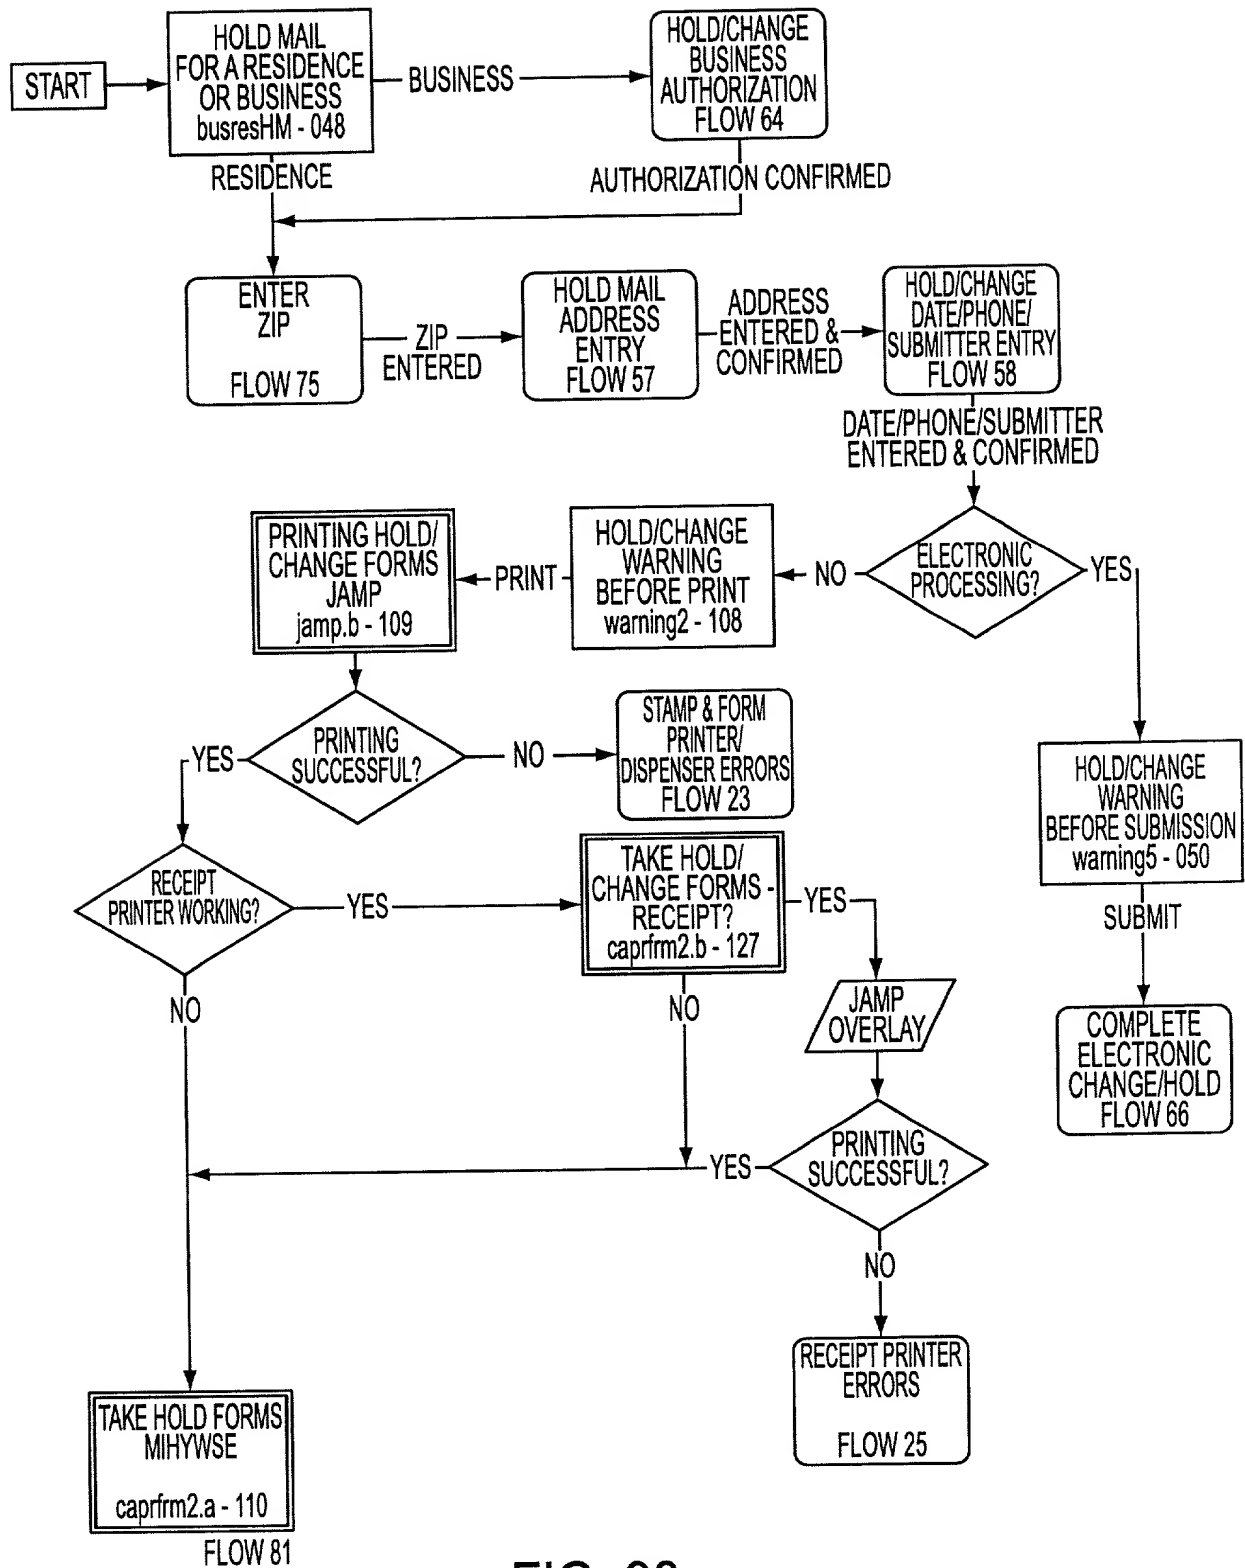 START
HOLD MAIL
FOR A RESIDENCE
OR BUSINESS
busresHM - 048
BUSINESS
HOLD/CHANGE
BUSINESS
AUTHORIZATION
FLOW 64
RESIDENCE
AUTHORIZATION CONFIRMED
ENTER
ZIP
FLOW 75
ZIP
ENTERED
HOLD MAIL
ADDRESS
ENTRY
FLOW 57
ADDRESS
ENTERED &
CONFIRMED
HOLD/CHANGE
DATE/PHONE/
SUBMITTER ENTRY
FLOW 58
DATE/PHONE/SUBMITTER
ENTERED & CONFIRMED
PRINTING HOLD/
CHANGE FORMS
JAMP
jamp.b - 109
PRINT
HOLD/CHANGE
WARNING
BEFORE PRINT
warning2 - 108
NO
ELECTRONIC
PROCESSING?
YES
YES
PRINTING
SUCCESSFUL?
NO
STAMP & FORM
PRINTER/
DISPENSER ERRORS
FLOW 23
HOLD/CHANGE
WARNING
BEFORE SUBMISSION
warning5 - 050
RECEIPT
PRINTER WORKING?
YES
TAKE HOLD/
CHANGE FORMS -
RECEIPT?
caprfrm2.b - 127
YES
SUBMIT
NO
NO
JAMP
OVERLAY
COMPLETE
ELECTRONIC
CHANGE/HOLD
FLOW 66
YES
PRINTING
SUCCESSFUL?
NO
RECEIPT PRINTER
ERRORS
FLOW 25
TAKE HOLD FORMS
MIHYWSE
caprfrm2.a - 110
FLOW 81